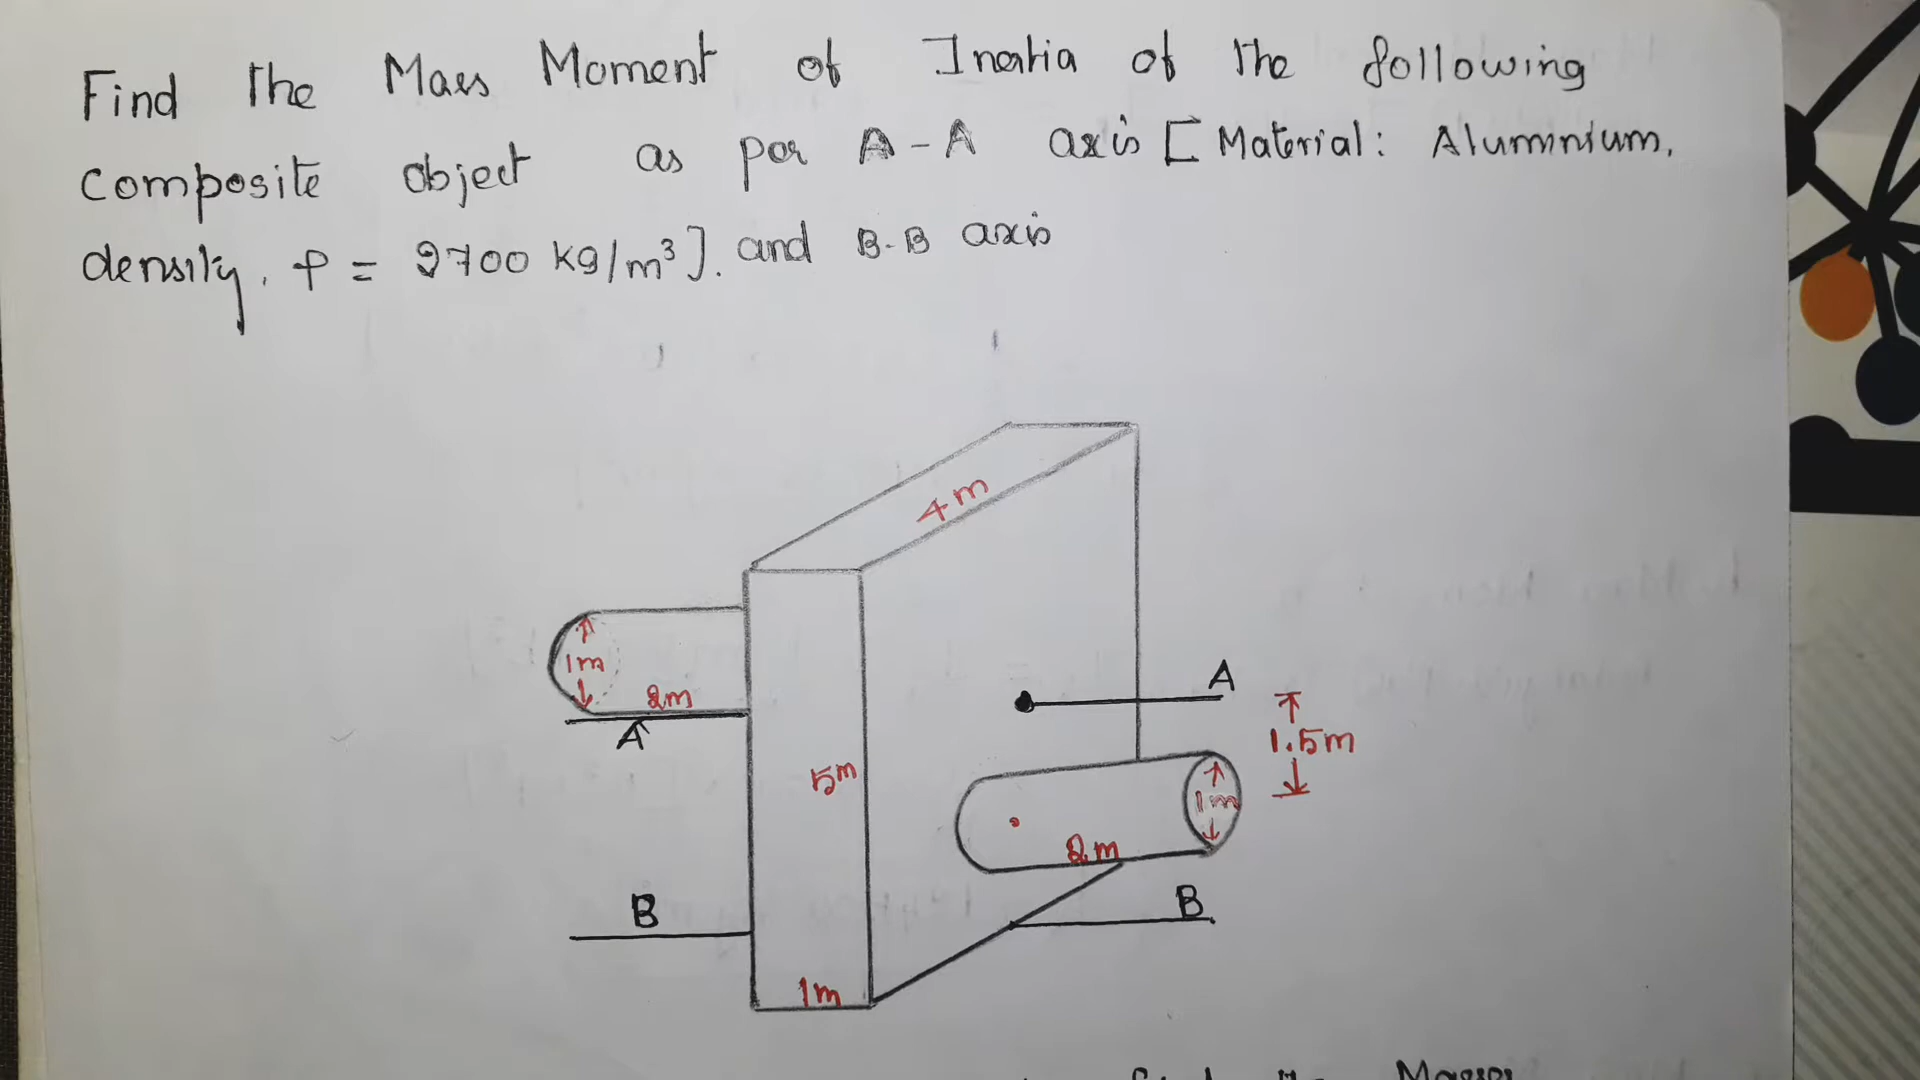 Find the Mass Moment of Inertia of the following
composite object as per A-A axis [Material: Aluminium,
density, ρ = 2700 kg/m³]. and B-B axis
4m
1m
2m
A
A
1.5m
5m
1m
2m
B
B
1m